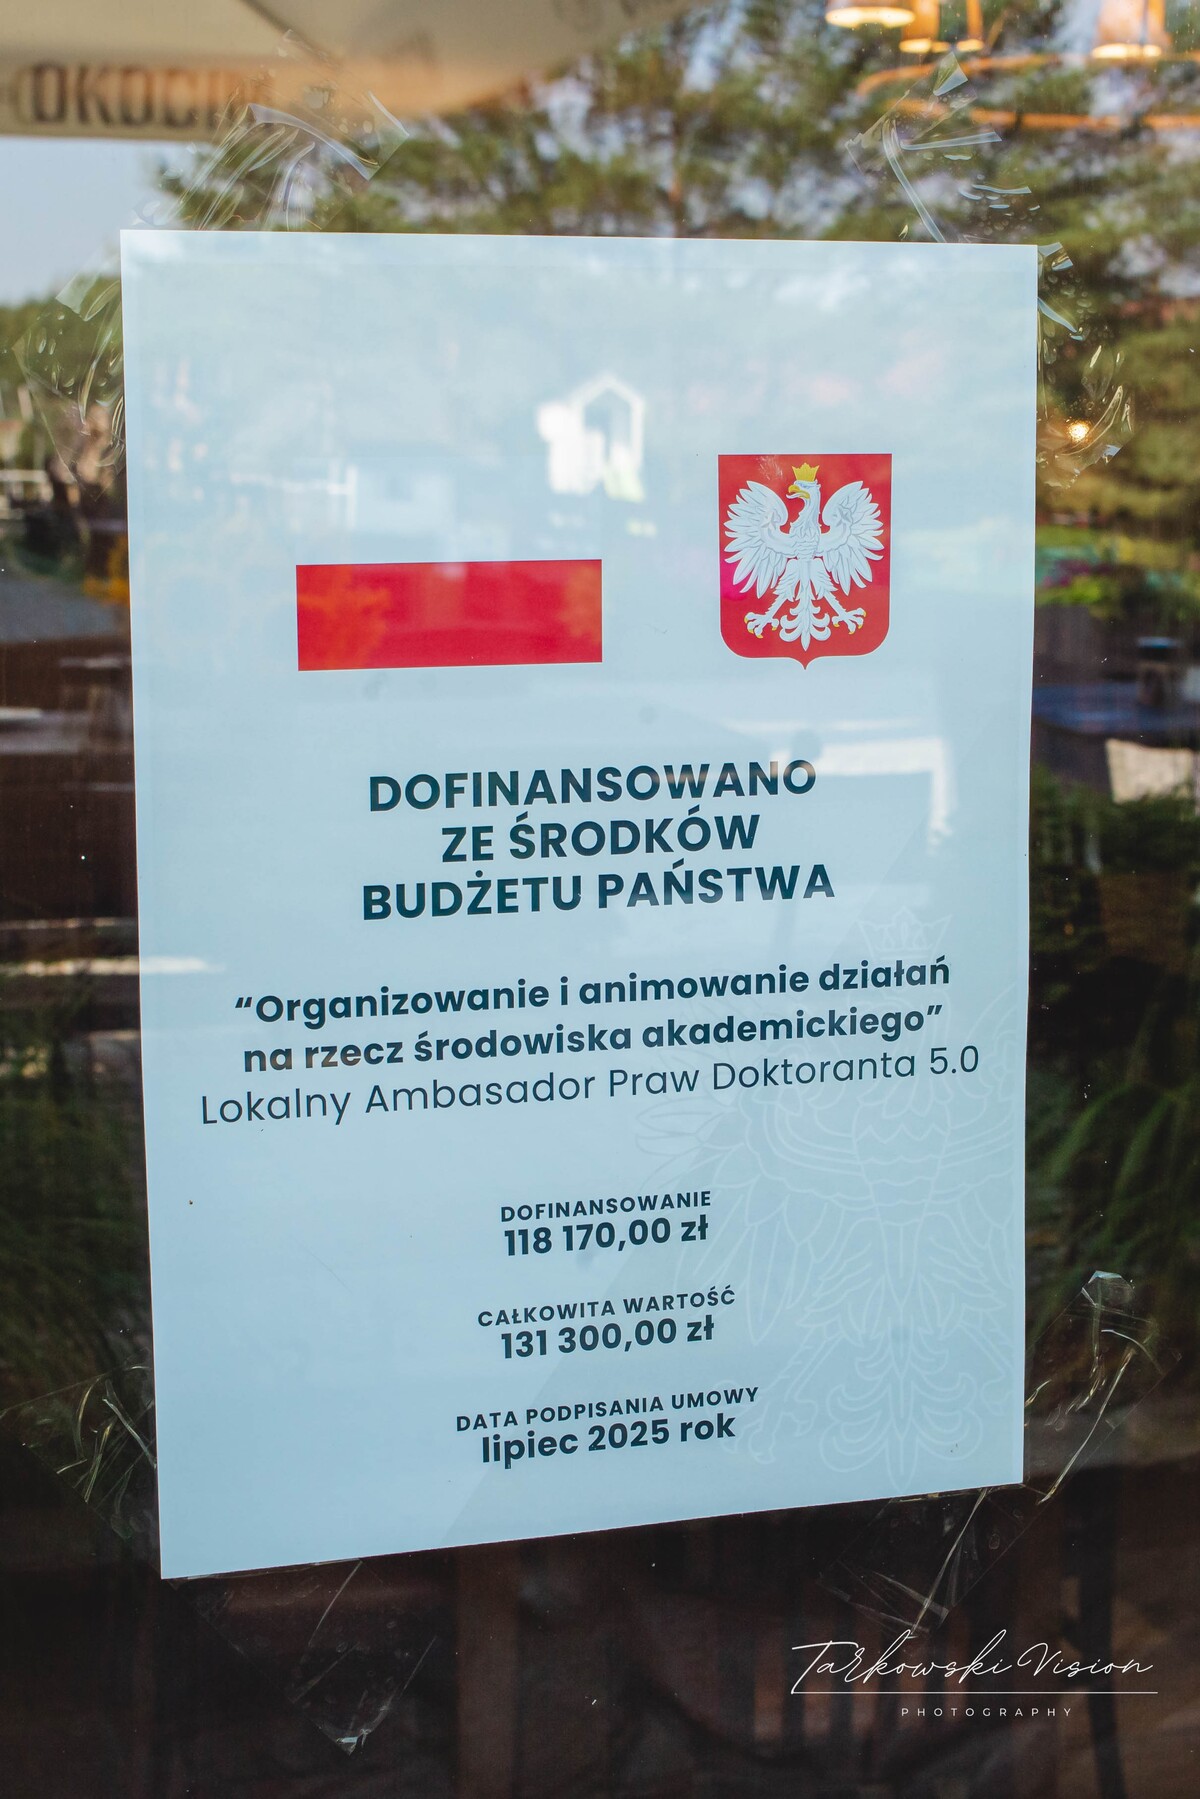 DOFINANSOWANO
ZE ŚRODKÓW
BUDŻETU PAŃSTWA
“Organizowanie i animowanie działań
na rzecz środowiska akademickiego”
Lokalny Ambasador Praw Doktoranta 5.0
DOFINANSOWANIE
118 170,00 zł
CAŁKOWITA WARTOŚĆ
131 300,00 zł
DATA PODPISANIA UMOWY
lipiec 2025 rok
Tarkowski Vision
PHOTOGRAPHY